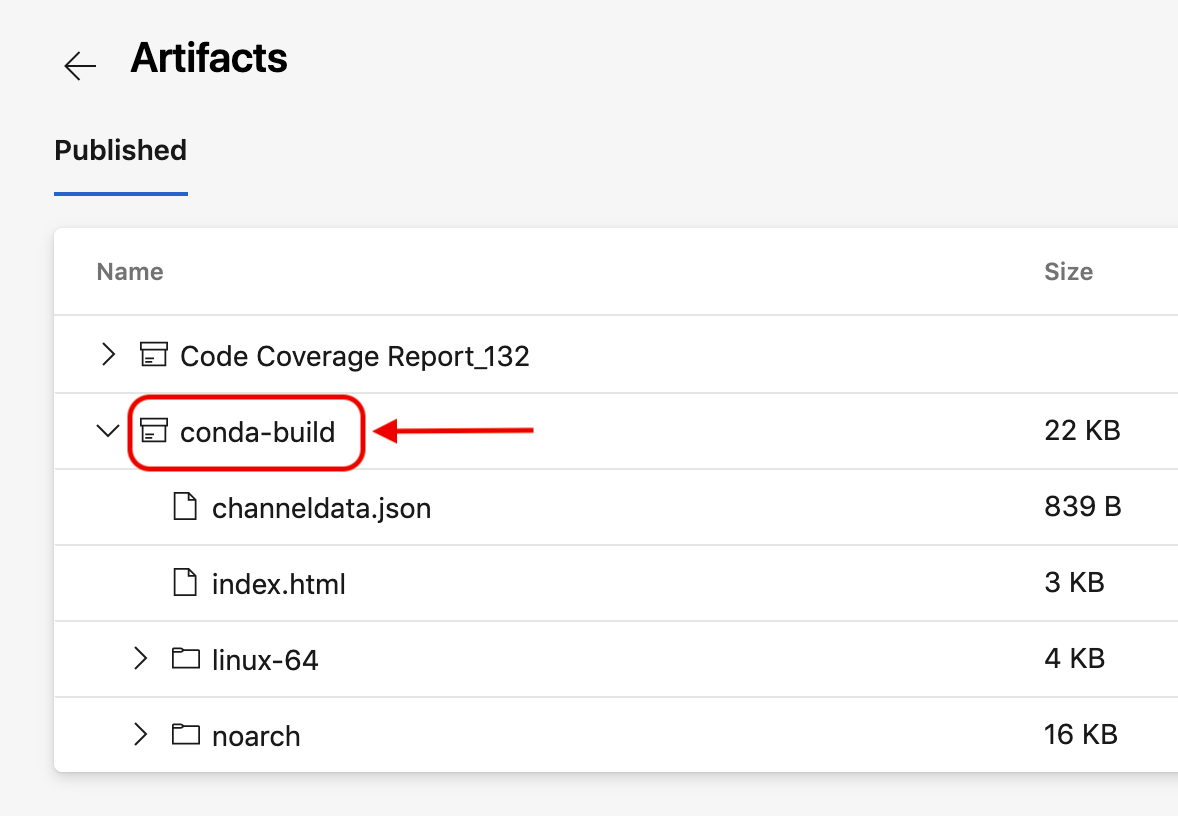 Artifacts
Published
Name Size
Code Coverage Report_132
conda-build 22 KB
channeldata.json 839 B
index.html 3 KB
linux-64 4 KB
noarch 16 KB